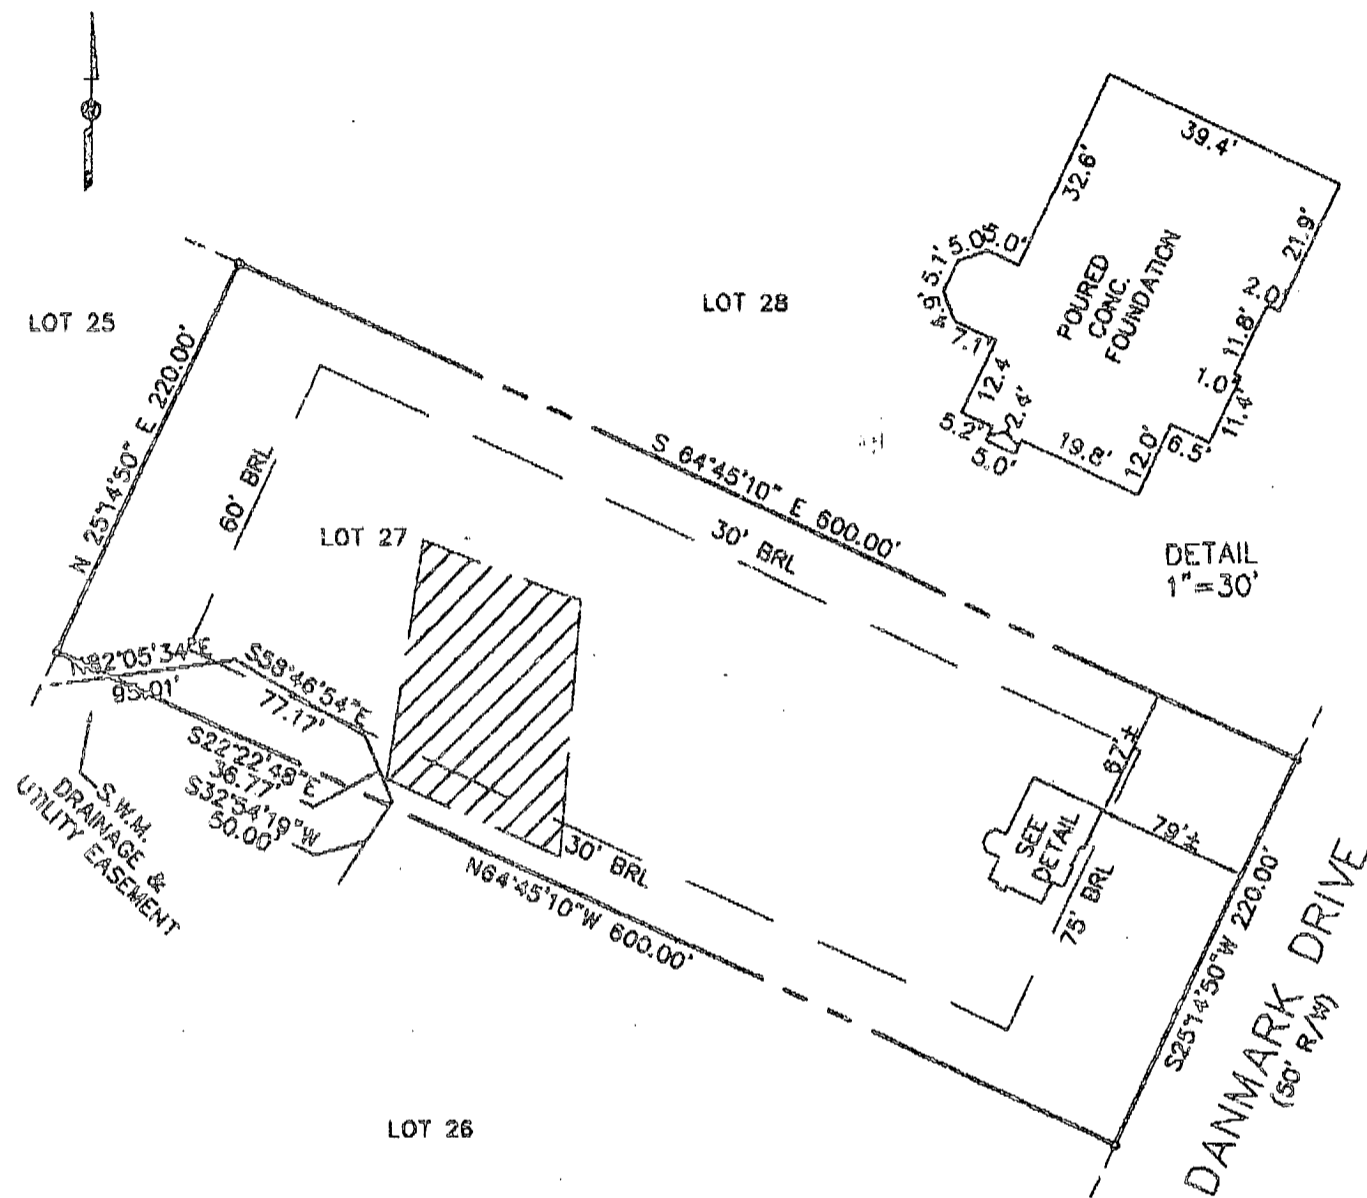 39.4'
32.6'
21.9'
5.0'
5.0'
5.1'
4.9'
7.1'
12.4
5.2'
2.4'
5.0'
19.8'
12.0'
6.5'
11.4'
1.0'
11.8'
2.0
POURED
CONC.
FOUNDATION
DETAIL
1"=30'
LOT 28
LOT 25
N 25°14'50" E 220.00'
60' BRL
S 64°45'10" E 600.00'
30' BRL
LOT 27
N82°05'34"E
95.01'
S58°46'54"E
77.17'
S22°22'48"E
36.77'
S32°54'19"W
50.00'
S.W.M.
DRAINAGE &
UTILITY EASEMENT
30' BRL
N64°45'10"W 600.00'
67'±
79'±
SEE
DETAIL
75' BRL
S25°14'50"W 220.00'
DANMARK DRIVE
(50' R/W)
LOT 26